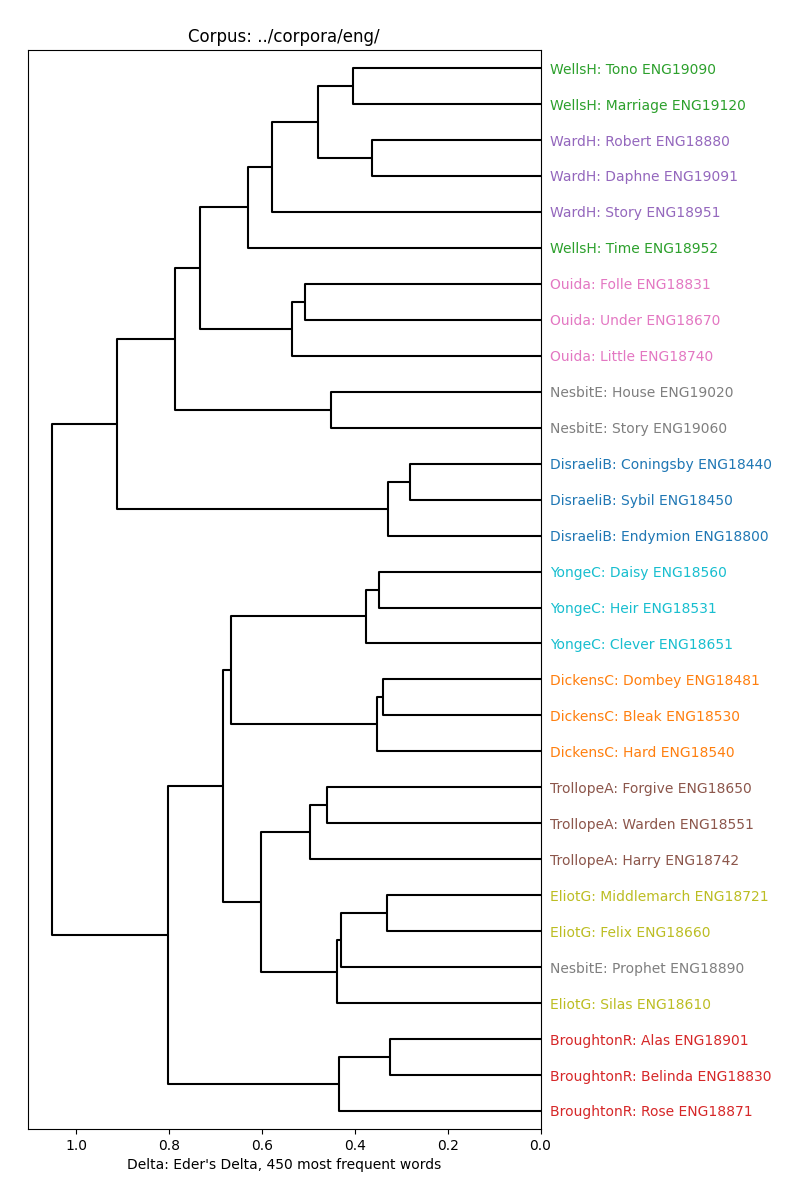 Corpus: ../corpora/eng/
WellsH: Tono ENG19090
WellsH: Marriage ENG19120
WardH: Robert ENG18880
WardH: Daphne ENG19091
WardH: Story ENG18951
WellsH: Time ENG18952
Ouida: Folle ENG18831
Ouida: Under ENG18670
Ouida: Little ENG18740
NesbitE: House ENG19020
NesbitE: Story ENG19060
DisraeliB: Coningsby ENG18440
DisraeliB: Sybil ENG18450
DisraeliB: Endymion ENG18800
YongeC: Daisy ENG18560
YongeC: Heir ENG18531
YongeC: Clever ENG18651
DickensC: Dombey ENG18481
DickensC: Bleak ENG18530
DickensC: Hard ENG18540
TrollopeA: Forgive ENG18650
TrollopeA: Warden ENG18551
TrollopeA: Harry ENG18742
EliotG: Middlemarch ENG18721
EliotG: Felix ENG18660
NesbitE: Prophet ENG18890
EliotG: Silas ENG18610
BroughtonR: Alas ENG18901
BroughtonR: Belinda ENG18830
BroughtonR: Rose ENG18871
1.0 0.8 0.6 0.4 0.2 0.0
Delta: Eder's Delta, 450 most frequent words